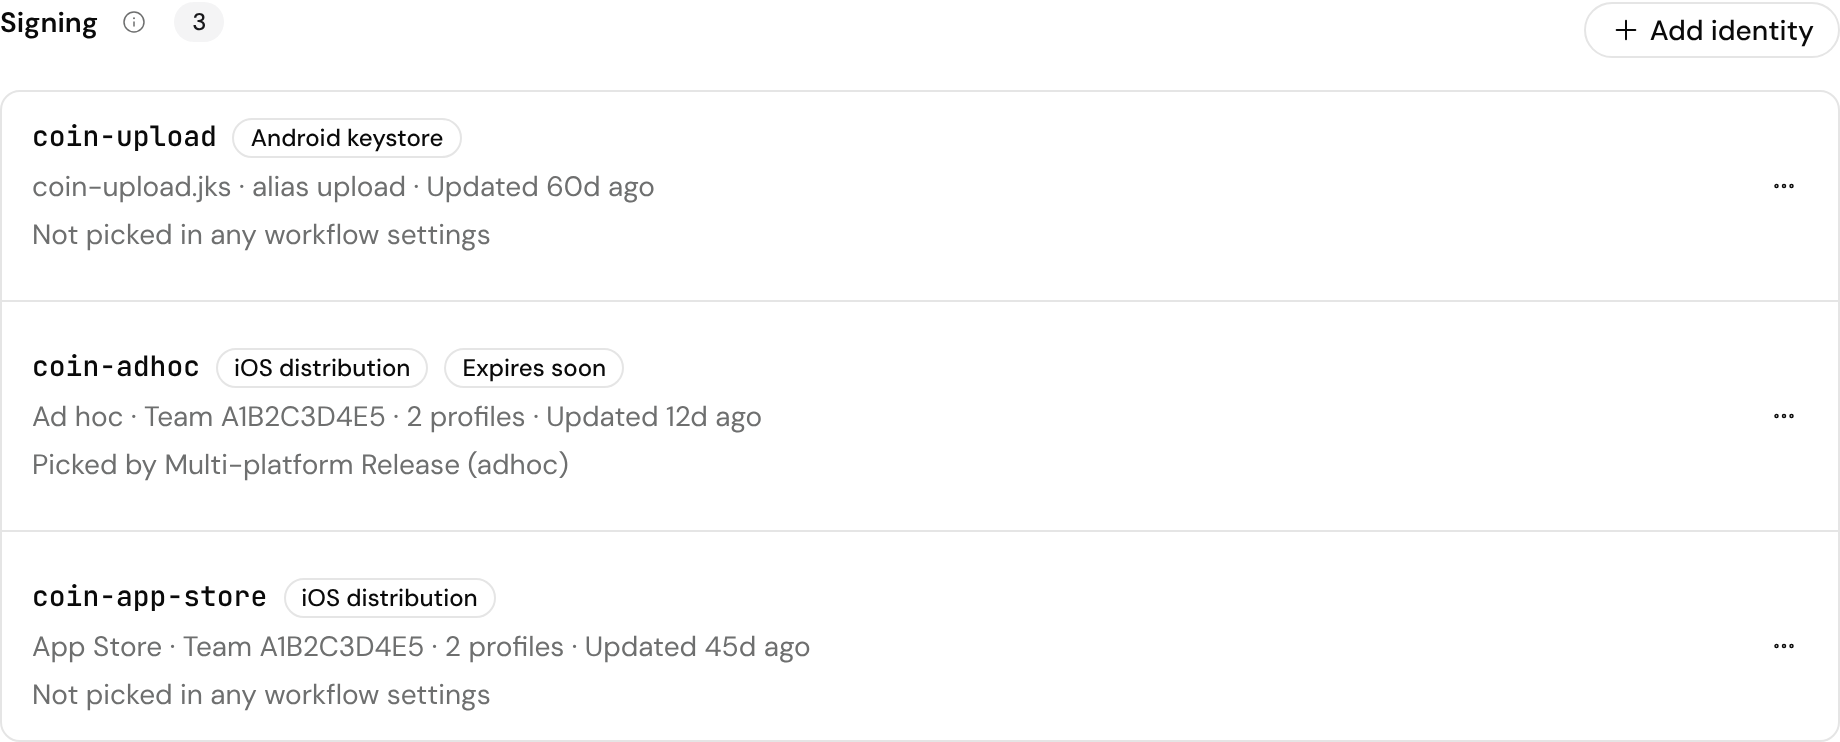 Signing 3
+ Add identity
coin-upload Android keystore
coin-upload.jks · alias upload · Updated 60d ago
Not picked in any workflow settings
coin-adhoc iOS distribution Expires soon
Ad hoc · Team A1B2C3D4E5 · 2 profiles · Updated 12d ago
Picked by Multi-platform Release (adhoc)
coin-app-store iOS distribution
App Store · Team A1B2C3D4E5 · 2 profiles · Updated 45d ago
Not picked in any workflow settings